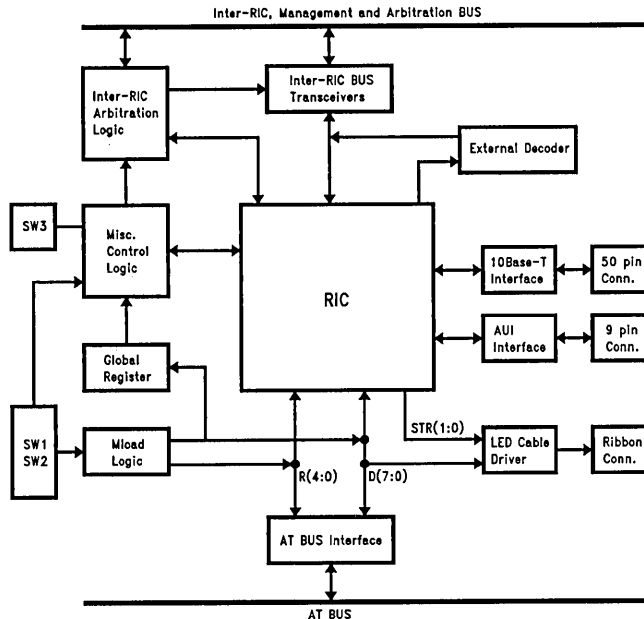 Inter-RIC, Management and Arbitration BUS
Inter-RIC
Arbitration
Logic
Inter-RIC BUS
Transceivers
External Decoder
SW3
Misc.
Control
Logic
RIC
10Base-T
Interface
50 pin
Conn.
AUI
Interface
9 pin
Conn.
Global
Register
SW1
SW2
Mload
Logic
STR(1:0)
LED Cable
Driver
Ribbon
Conn.
R(4:0)
D(7:0)
AT BUS Interface
AT BUS